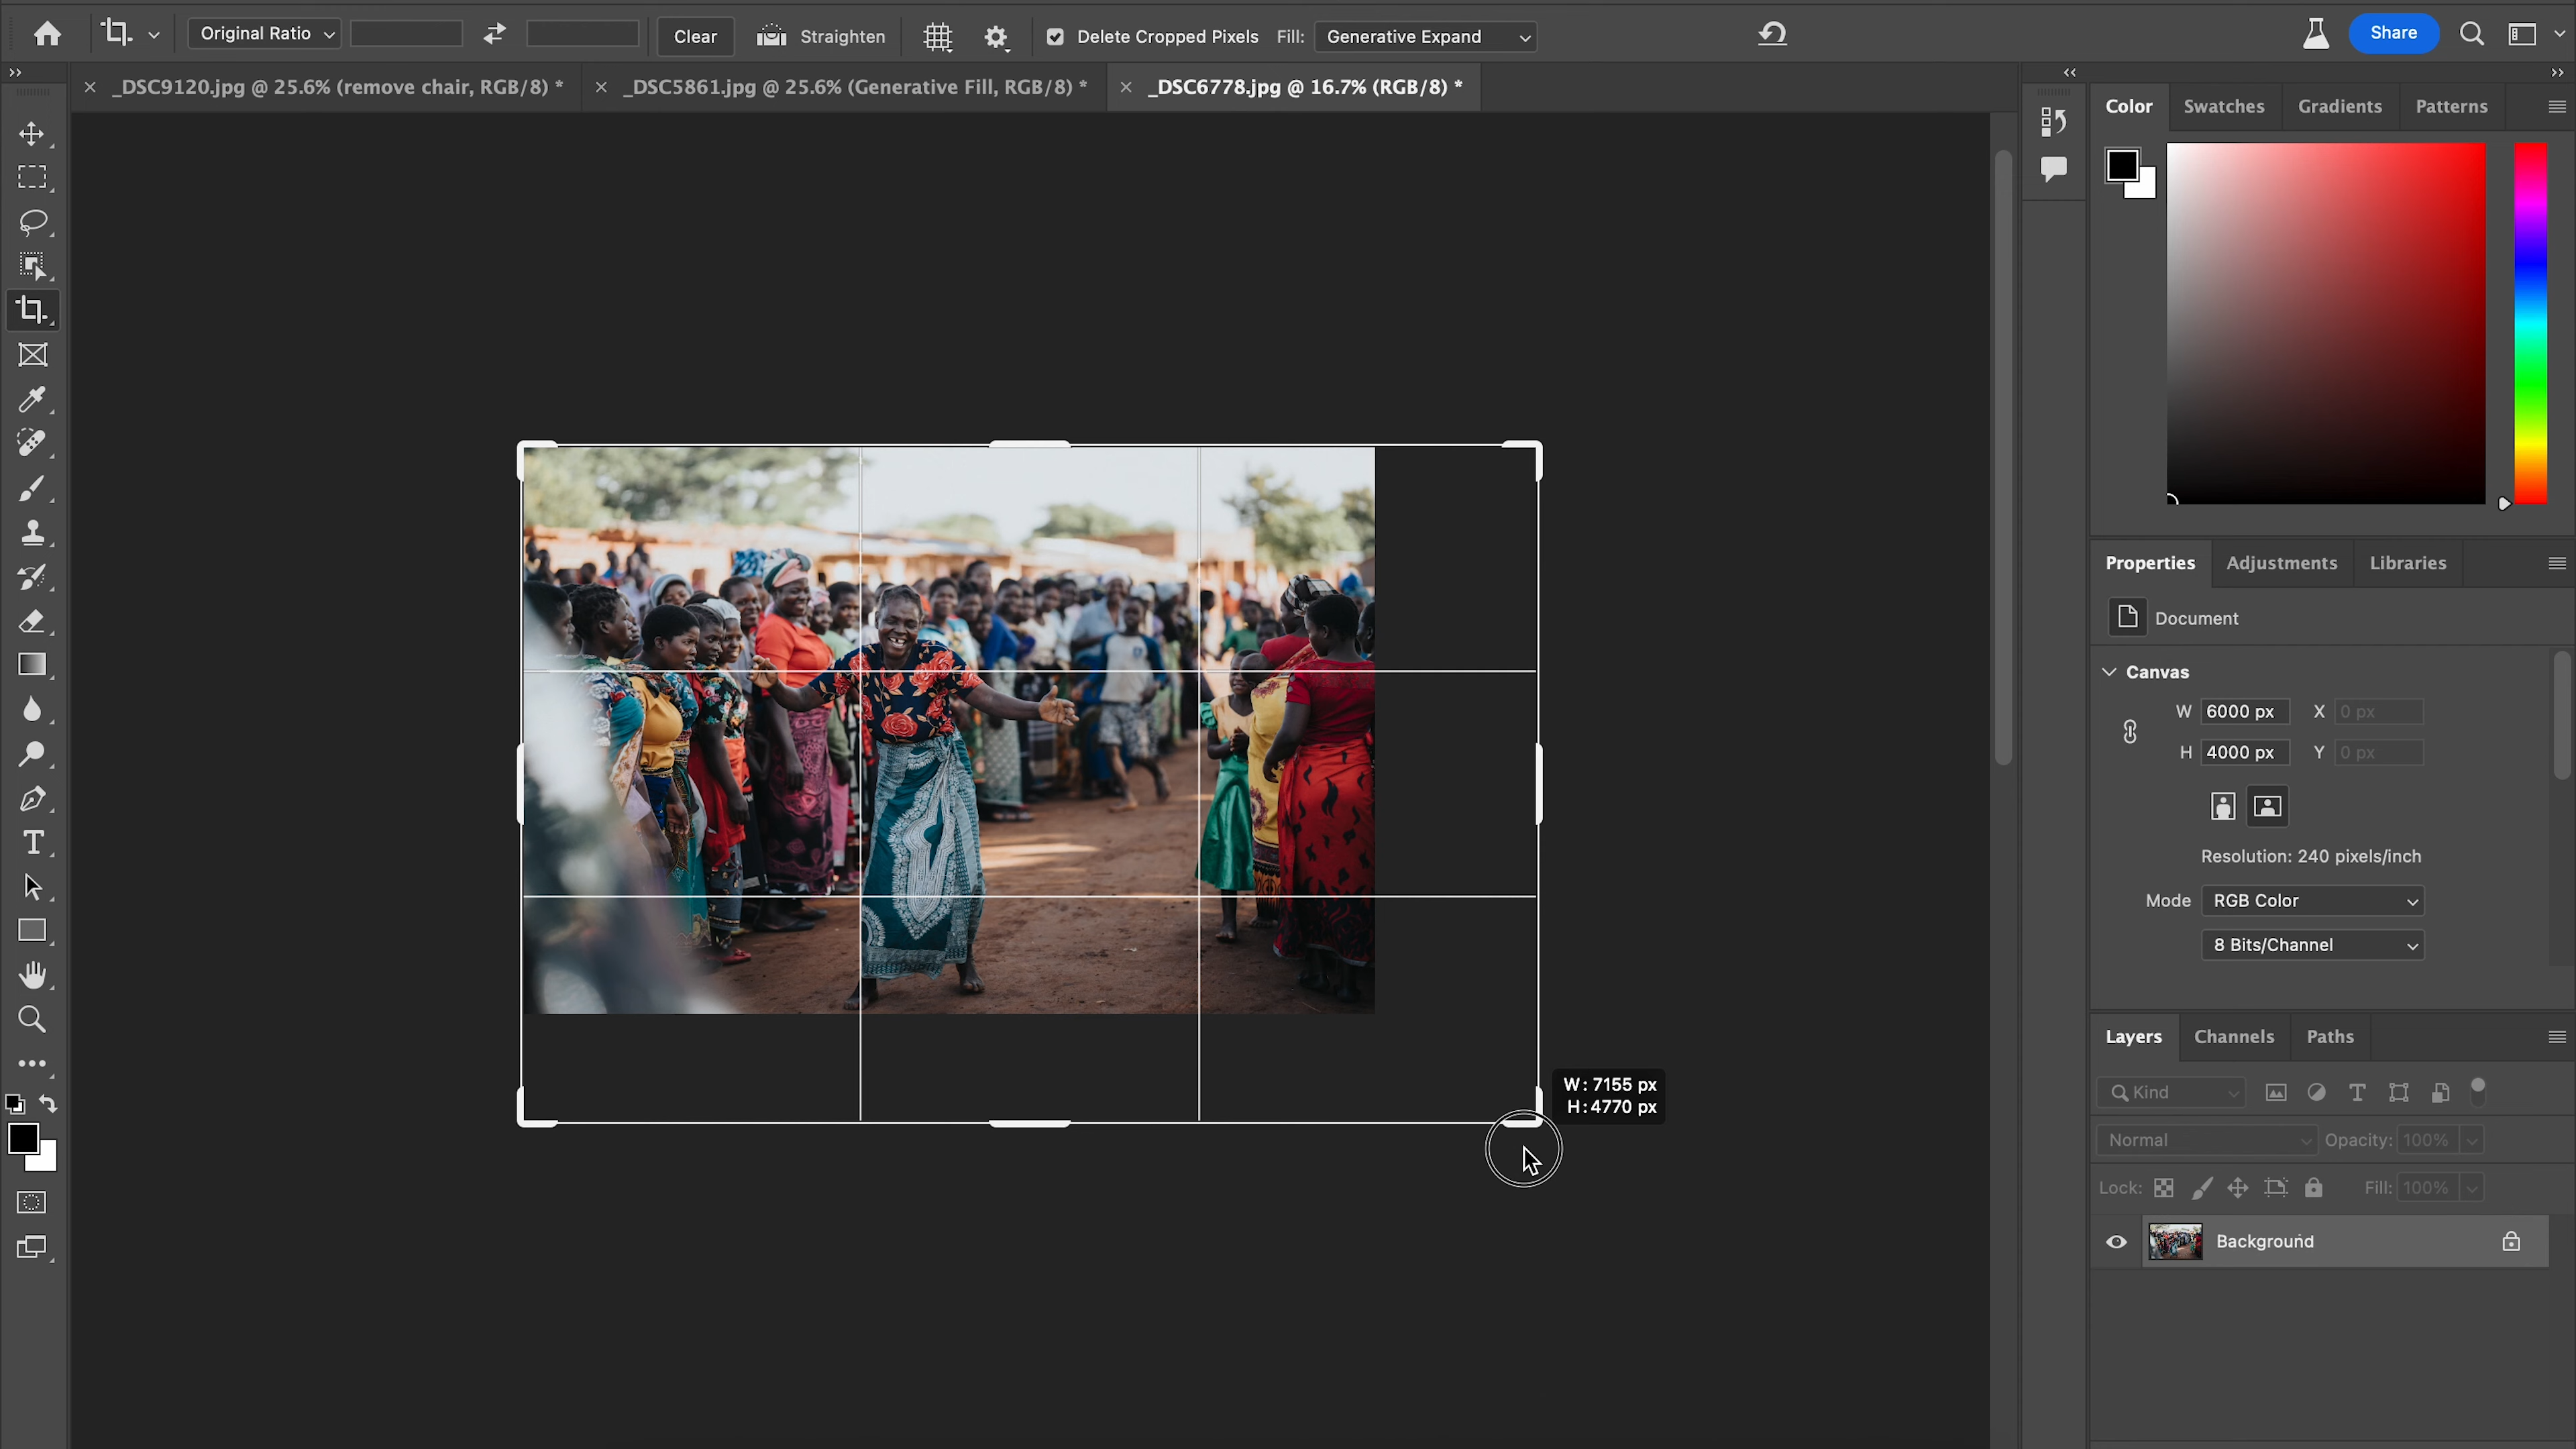 Original Ratio
Clear
Straighten
Delete Cropped Pixels
Fill:
Generative Expand
Share
_DSC9120.jpg @ 25.6% (remove chair, RGB/8) *
_DSC5861.jpg @ 25.6% (Generative Fill, RGB/8) *
_DSC6778.jpg @ 16.7% (RGB/8) *
Color
Swatches
Gradients
Patterns
Properties
Adjustments
Libraries
Document
Canvas
W 6000 px X 0 px
H 4000 px Y 0 px
Resolution: 240 pixels/inch
Mode RGB Color
8 Bits/Channel
W: 7155 px
H: 4770 px
Layers
Channels
Paths
Kind
Normal
Opacity: 100%
Lock:
Fill: 100%
Background